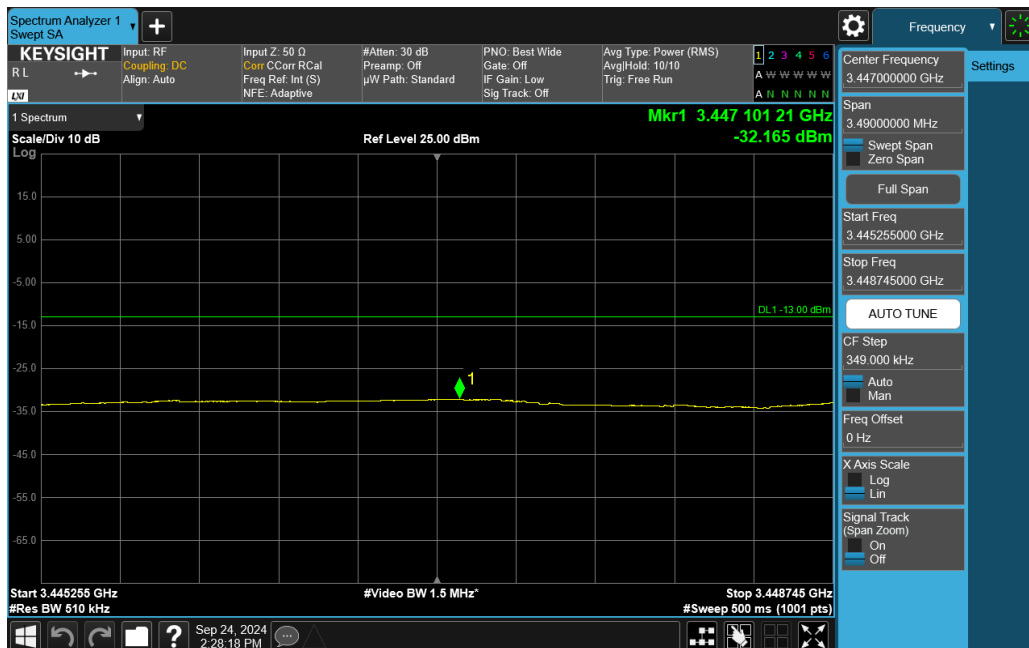 Spectrum Analyzer 1
Swept SA
+
Frequency
KEYSIGHT
R L
LXI
Input: RF
Coupling: DC
Align: Auto
Input Z: 50 Ω
Corr CCorr RCal
Freq Ref: Int (S)
NFE: Adaptive
#Atten: 30 dB
Preamp: Off
µW Path: Standard
PNO: Best Wide
Gate: Off
IF Gain: Low
Sig Track: Off
Avg Type: Power (RMS)
Avg|Hold: 10/10
Trig: Free Run
1 2 3 4 5 6
A W W W W W
A N N N N N
1 Spectrum
Scale/Div 10 dB
Log
Ref Level 25.00 dBm
Mkr1 3.447 101 21 GHz
-32.165 dBm
15.0
5.00
-5.00
-15.0
-25.0
-35.0
-45.0
-55.0
-65.0
DL1 -13.00 dBm
1
Start 3.445255 GHz
#Res BW 510 kHz
#Video BW 1.5 MHz*
Stop 3.448745 GHz
#Sweep 500 ms (1001 pts)
?
Sep 24, 2024
2:28:18 PM
Center Frequency
3.447000000 GHz
Span
3.49000000 MHz
Swept Span
Zero Span
Full Span
Start Freq
3.445255000 GHz
Stop Freq
3.448745000 GHz
AUTO TUNE
CF Step
349.000 kHz
Auto
Man
Freq Offset
0 Hz
X Axis Scale
Log
Lin
Signal Track
(Span Zoom)
On
Off
Settings